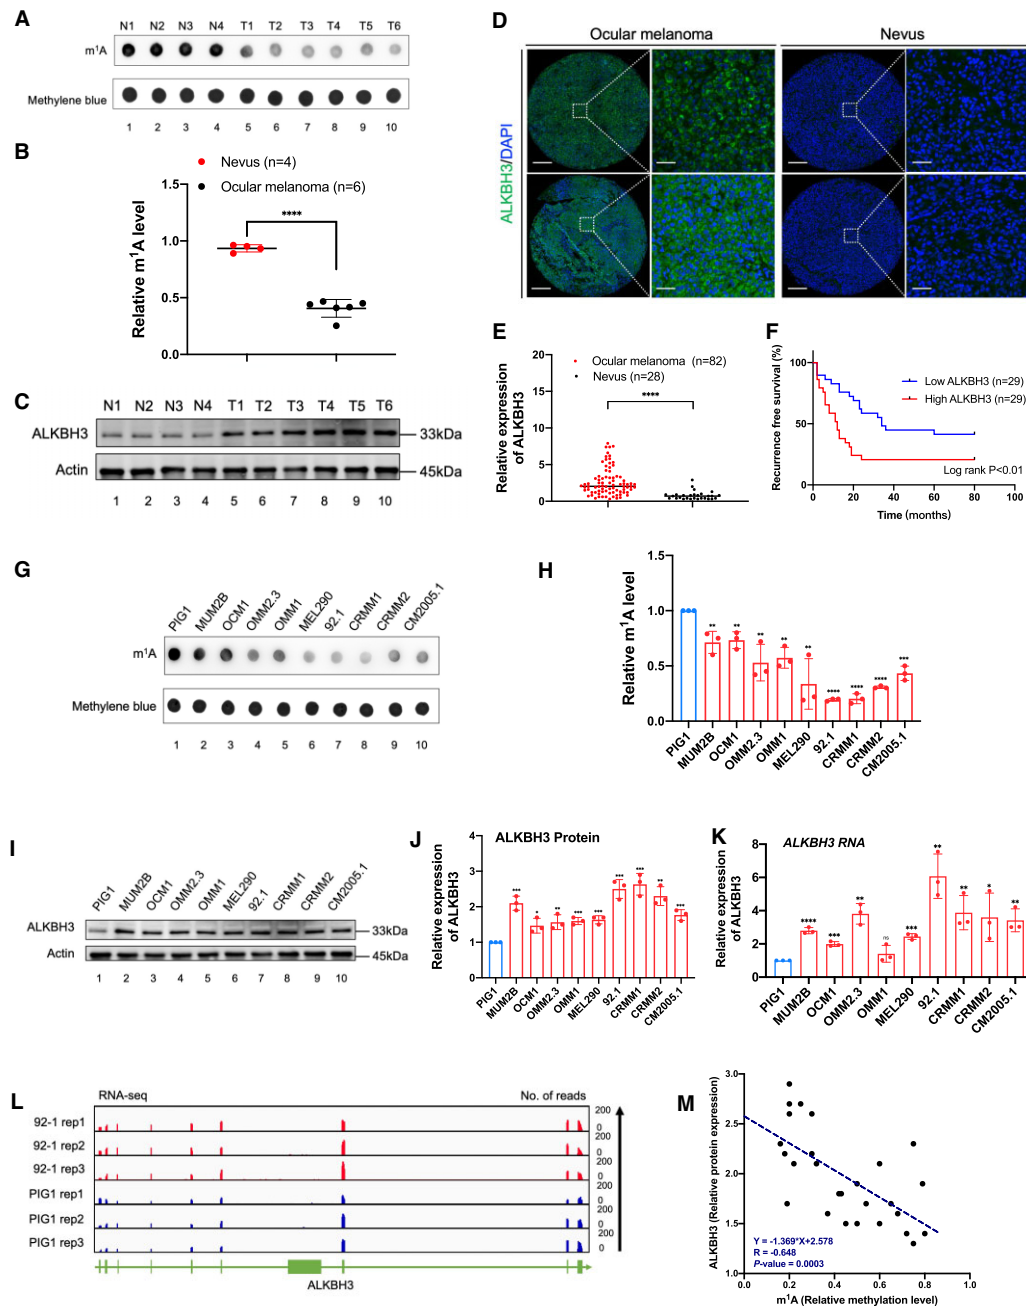 A
N1 N2 N3 N4 T1 T2 T3 T4 T5 T6
m1A
Methylene blue
1 2 3 4 5 6 7 8 9 10
B
Nevus (n=4)
Ocular melanoma (n=6)
Relative m1A level
1.5
1.0
0.5
0.0
****
C
N1 N2 N3 N4 T1 T2 T3 T4 T5 T6
ALKBH3
33kDa
Actin
45kDa
1 2 3 4 5 6 7 8 9 10
D
Ocular melanoma
Nevus
ALKBH3/DAPI
E
Relative expression
of ALKBH3
20
15
10
5
0
Ocular melanoma (n=82)
Nevus (n=28)
****
F
Recurrence free survival (%)
100
50
0
Low ALKBH3 (n=29)
High ALKBH3 (n=29)
Log rank P<0.01
0 20 40 60 80 100
Time (months)
G
PIG1 MUM2B OCM1 OMM2.3 OMM1 MEL290 92.1 CRMM1 CRMM2 CM2005.1
m1A
Methylene blue
1 2 3 4 5 6 7 8 9 10
H
Relative m1A level
1.5
1.0
0.5
0.0
** ** ** ** ** **** **** **** ***
PIG1 MUM2B OCM1 OMM2.3 OMM1 MEL290 92.1 CRMM1 CRMM2 CM2005.1
I
PIG1 MUM2B OCM1 OMM2.3 OMM1 MEL290 92.1 CRMM1 CRMM2 CM2005.1
ALKBH3
33kDa
Actin
45kDa
1 2 3 4 5 6 7 8 9 10
J
ALKBH3 Protein
Relative expression
of ALKBH3
4
3
2
1
0
*** * ** *** *** *** *** ** ***
PIG1 MUM2B OCM1 OMM2.3 OMM1 MEL290 92.1 CRMM1 CRMM2 CM2005.1
K
ALKBH3 RNA
Relative expression
of ALKBH3
8
6
4
2
0
**** *** ** ns *** ** ** * **
PIG1 MUM2B OCM1 OMM2.3 OMM1 MEL290 92.1 CRMM1 CRMM2 CM2005.1
L
RNA-seq
No. of reads
92-1 rep1
200
0
92-1 rep2
200
0
92-1 rep3
200
0
PIG1 rep1
200
0
PIG1 rep2
200
0
PIG1 rep3
200
0
ALKBH3
M
ALKBH3 (Relative protein expression)
3.0
2.5
2.0
1.5
1.0
Y = -1.369*X+2.578
R = -0.648
P-value = 0.0003
0.0 0.2 0.4 0.6 0.8 1.0
m1A (Relative methylation level)